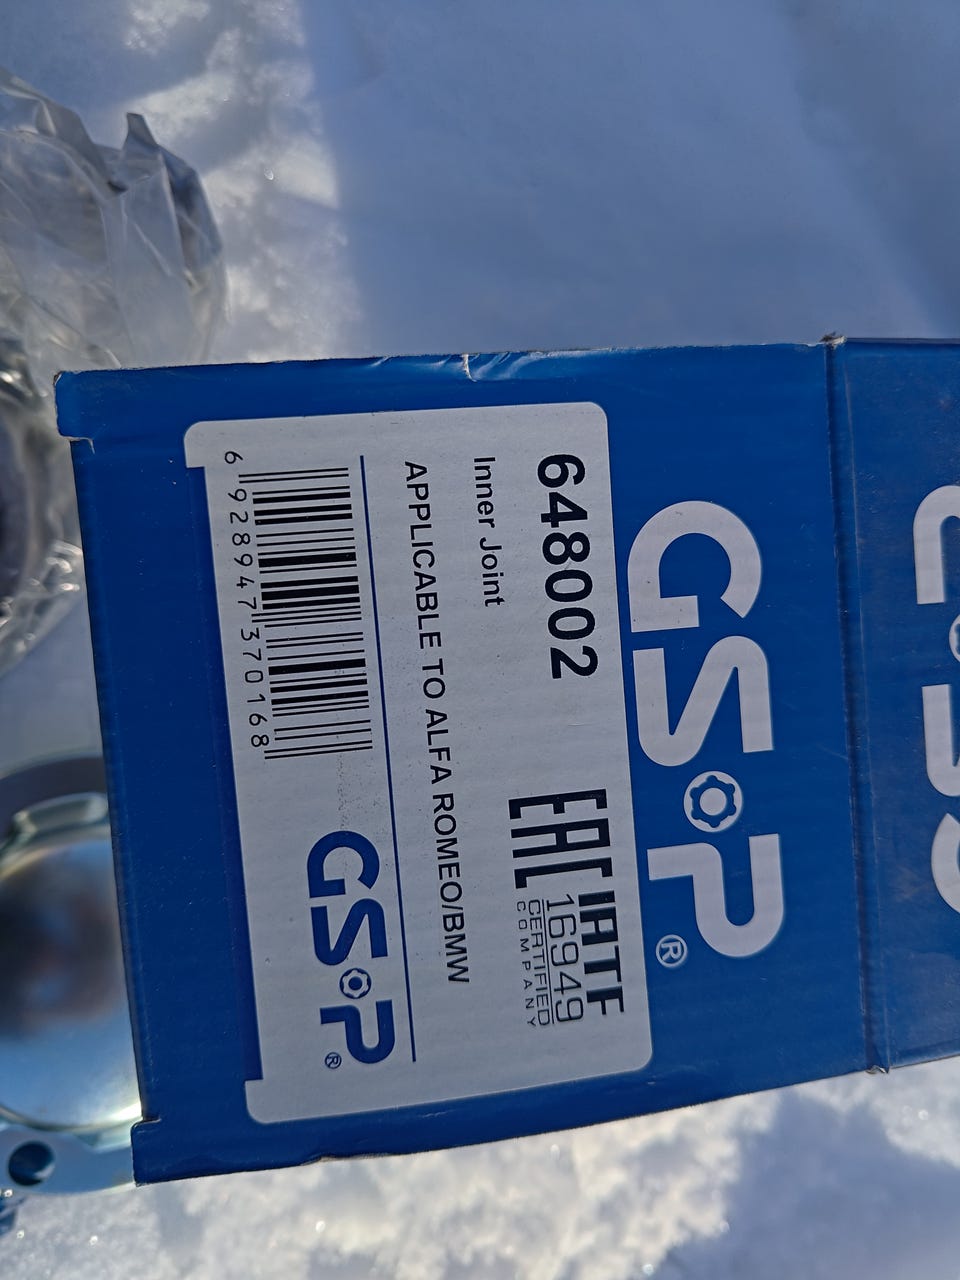 GSP®
648002
Inner Joint
EAC
IATF
16949
CERTIFIED
COMPANY
APPLICABLE TO ALFA ROMEO/BMW
6 928947 370168
GSP®